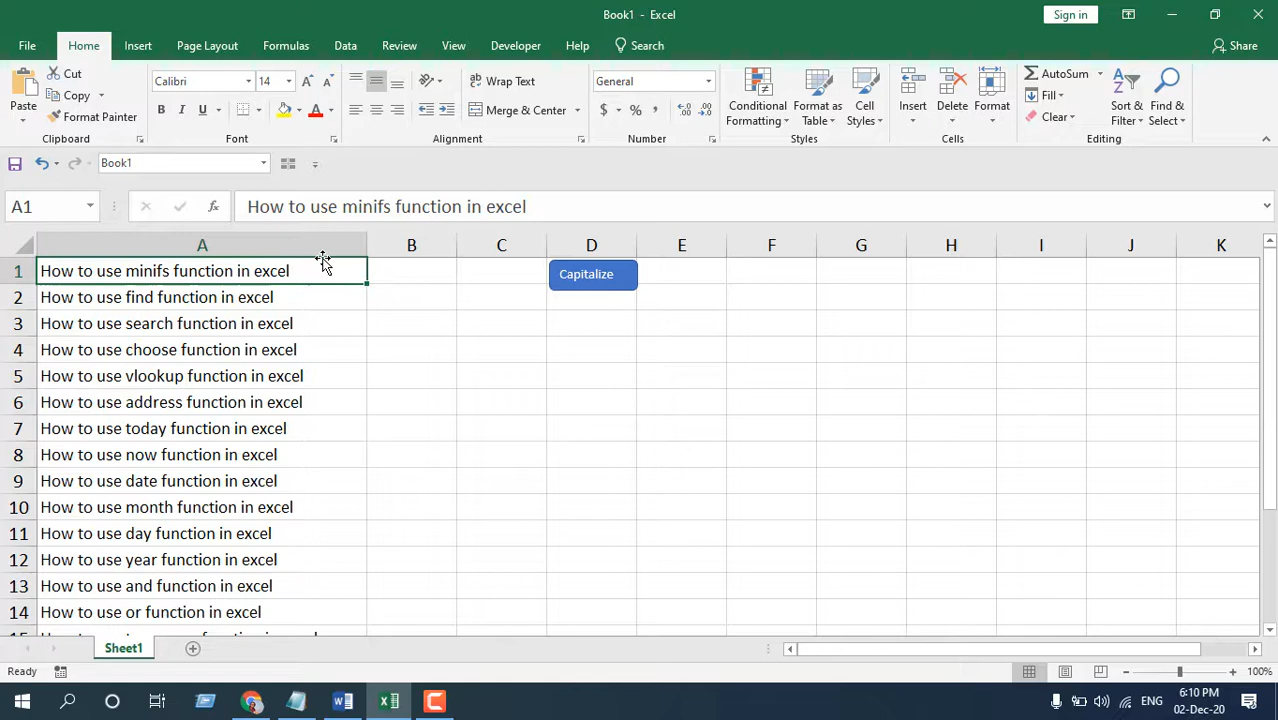 Book1 - Excel
Sign in
File Home Insert Page Layout Formulas Data Review View Developer Help Search Share
Paste
Cut
Copy
Format Painter
Clipboard
Calibri 14
B I U
Font
Wrap Text
Merge & Center
Alignment
General
$ % ,
Number
Conditional Formatting
Format as Table
Cell Styles
Styles
Insert
Delete
Format
Cells
AutoSum
Fill
Clear
Sort & Filter
Find & Select
Editing
Book1
A1
fx
How to use minifs function in excel
A B C D E F G H I J K
1 How to use minifs function in excel
Capitalize
2 How to use find function in excel
3 How to use search function in excel
4 How to use choose function in excel
5 How to use vlookup function in excel
6 How to use address function in excel
7 How to use today function in excel
8 How to use now function in excel
9 How to use date function in excel
10 How to use month function in excel
11 How to use day function in excel
12 How to use year function in excel
13 How to use and function in excel
14 How to use or function in excel
Sheet1
Ready
100%
ENG
6:10 PM
02-Dec-20